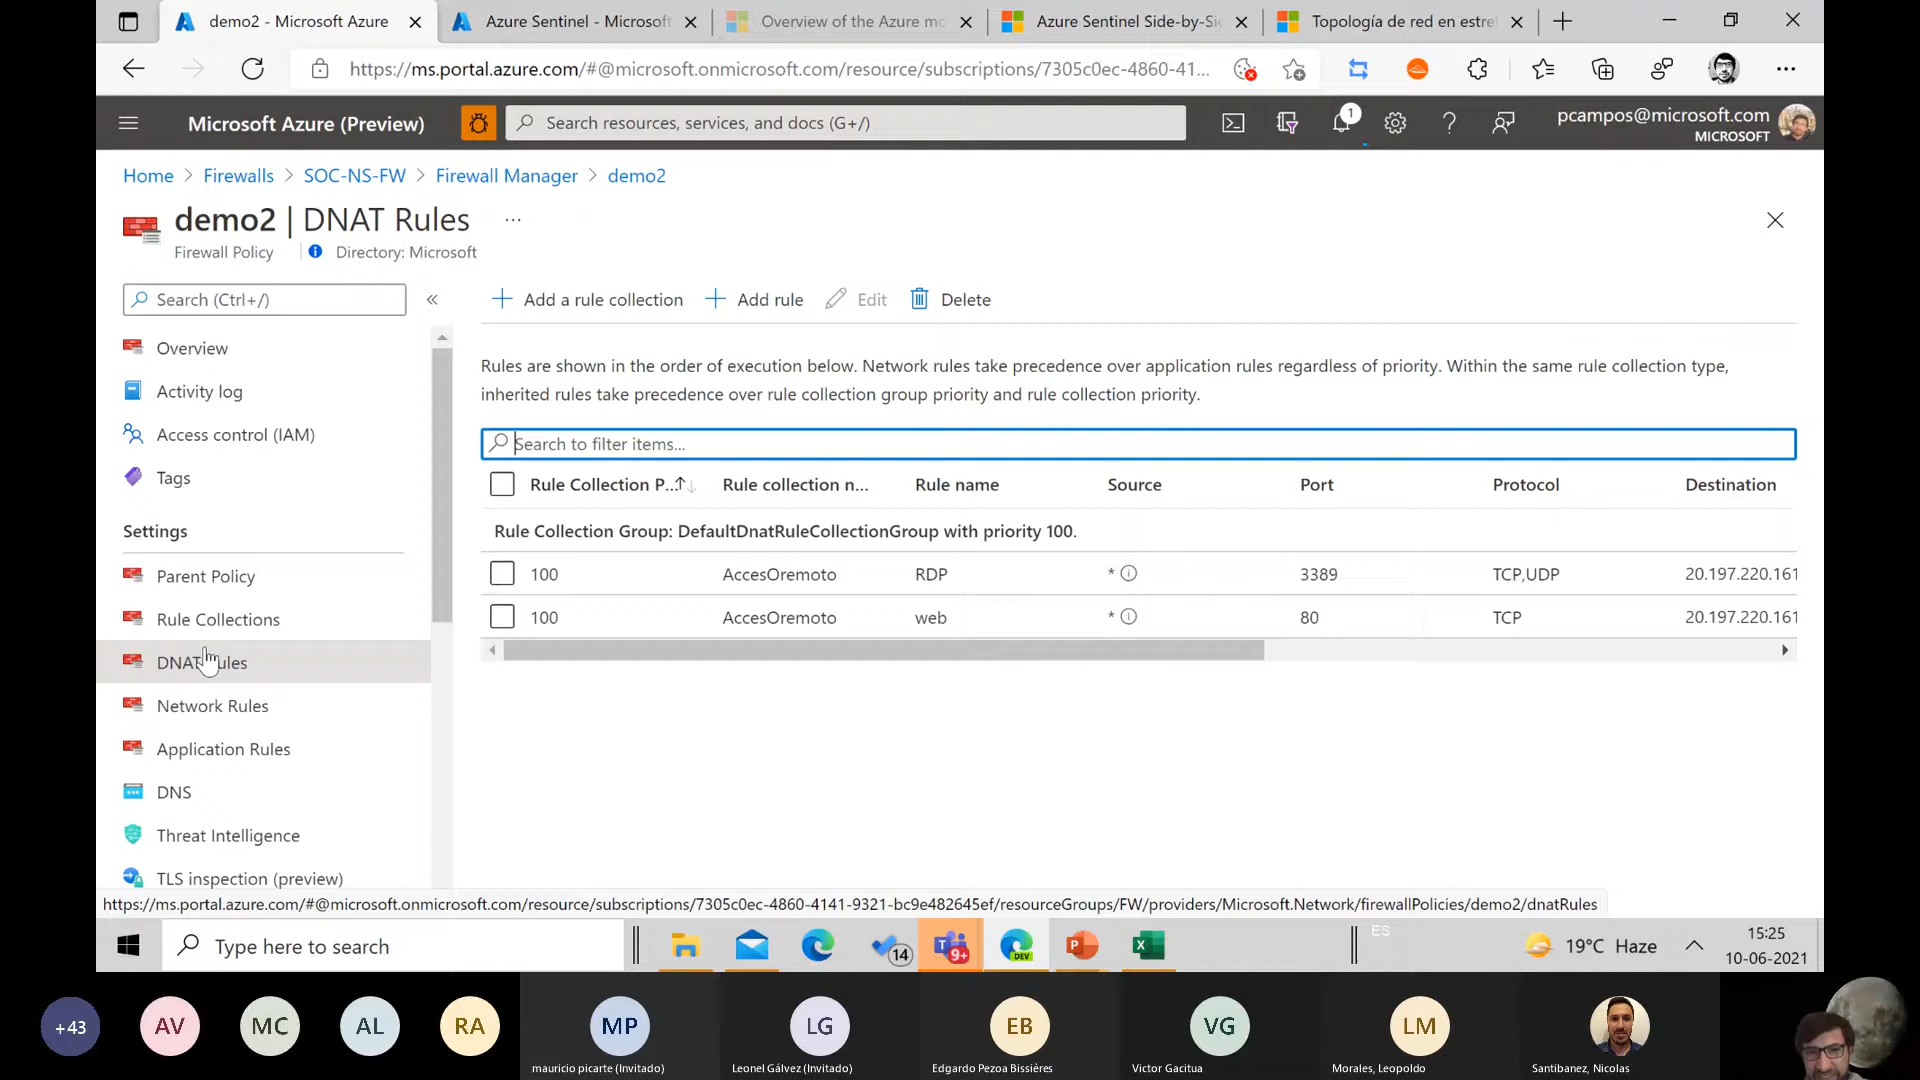 demo2 - Microsoft Azure
Azure Sentinel - Microsoft
Overview of the Azure mo
Azure Sentinel Side-by-Si
Topología de red en estre
https://ms.portal.azure.com/#@microsoft.onmicrosoft.com/resource/subscriptions/7305c0ec-4860-41...
Microsoft Azure (Preview)
Search resources, services, and docs (G+/)
1
pcampos@microsoft.com
MICROSOFT
Home > Firewalls > SOC-NS-FW > Firewall Manager > demo2
demo2 | DNAT Rules ...
Firewall Policy
Directory: Microsoft
Search (Ctrl+/)
«
Add a rule collection
Add rule
Edit
Delete
Overview
Activity log
Access control (IAM)
Tags
Settings
Parent Policy
Rule Collections
DNAT Rules
Network Rules
Application Rules
DNS
Threat Intelligence
TLS inspection (preview)
Rules are shown in the order of execution below. Network rules take precedence over application rules regardless of priority. Within the same rule collection type,
inherited rules take precedence over rule collection group priority and rule collection priority.
Search to filter items...
Rule Collection P...↑↓ Rule collection n... Rule name Source Port Protocol Destination
Rule Collection Group: DefaultDnatRuleCollectionGroup with priority 100.
100 AccesOremoto RDP * 3389 TCP,UDP 20.197.220.161
100 AccesOremoto web * 80 TCP 20.197.220.161
https://ms.portal.azure.com/#@microsoft.onmicrosoft.com/resource/subscriptions/7305c0ec-4860-4141-9321-bc9e482645ef/resourceGroups/FW/providers/Microsoft.Network/firewallPolicies/demo2/dnatRules
Type here to search
14
9+
DEV
ES
19°C Haze
15:25
10-06-2021
+43
AV
MC
AL
RA
MP
LG
EB
VG
LM
mauricio picarte (Invitado)
Leonel Gálvez (Invitado)
Edgardo Pezoa Bissières
Victor Gacitua
Morales, Leopoldo
Santibanez, Nicolas